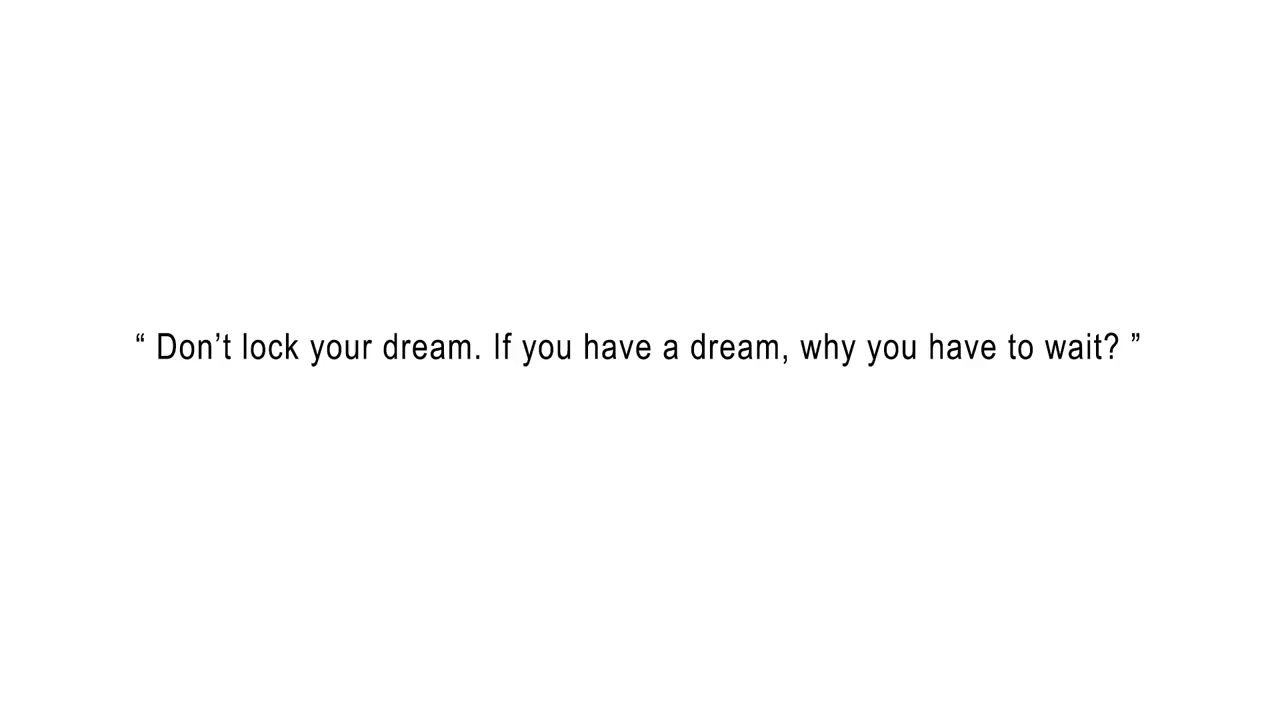 “ Don’t lock your dream. If you have a dream, why you have to wait? ”